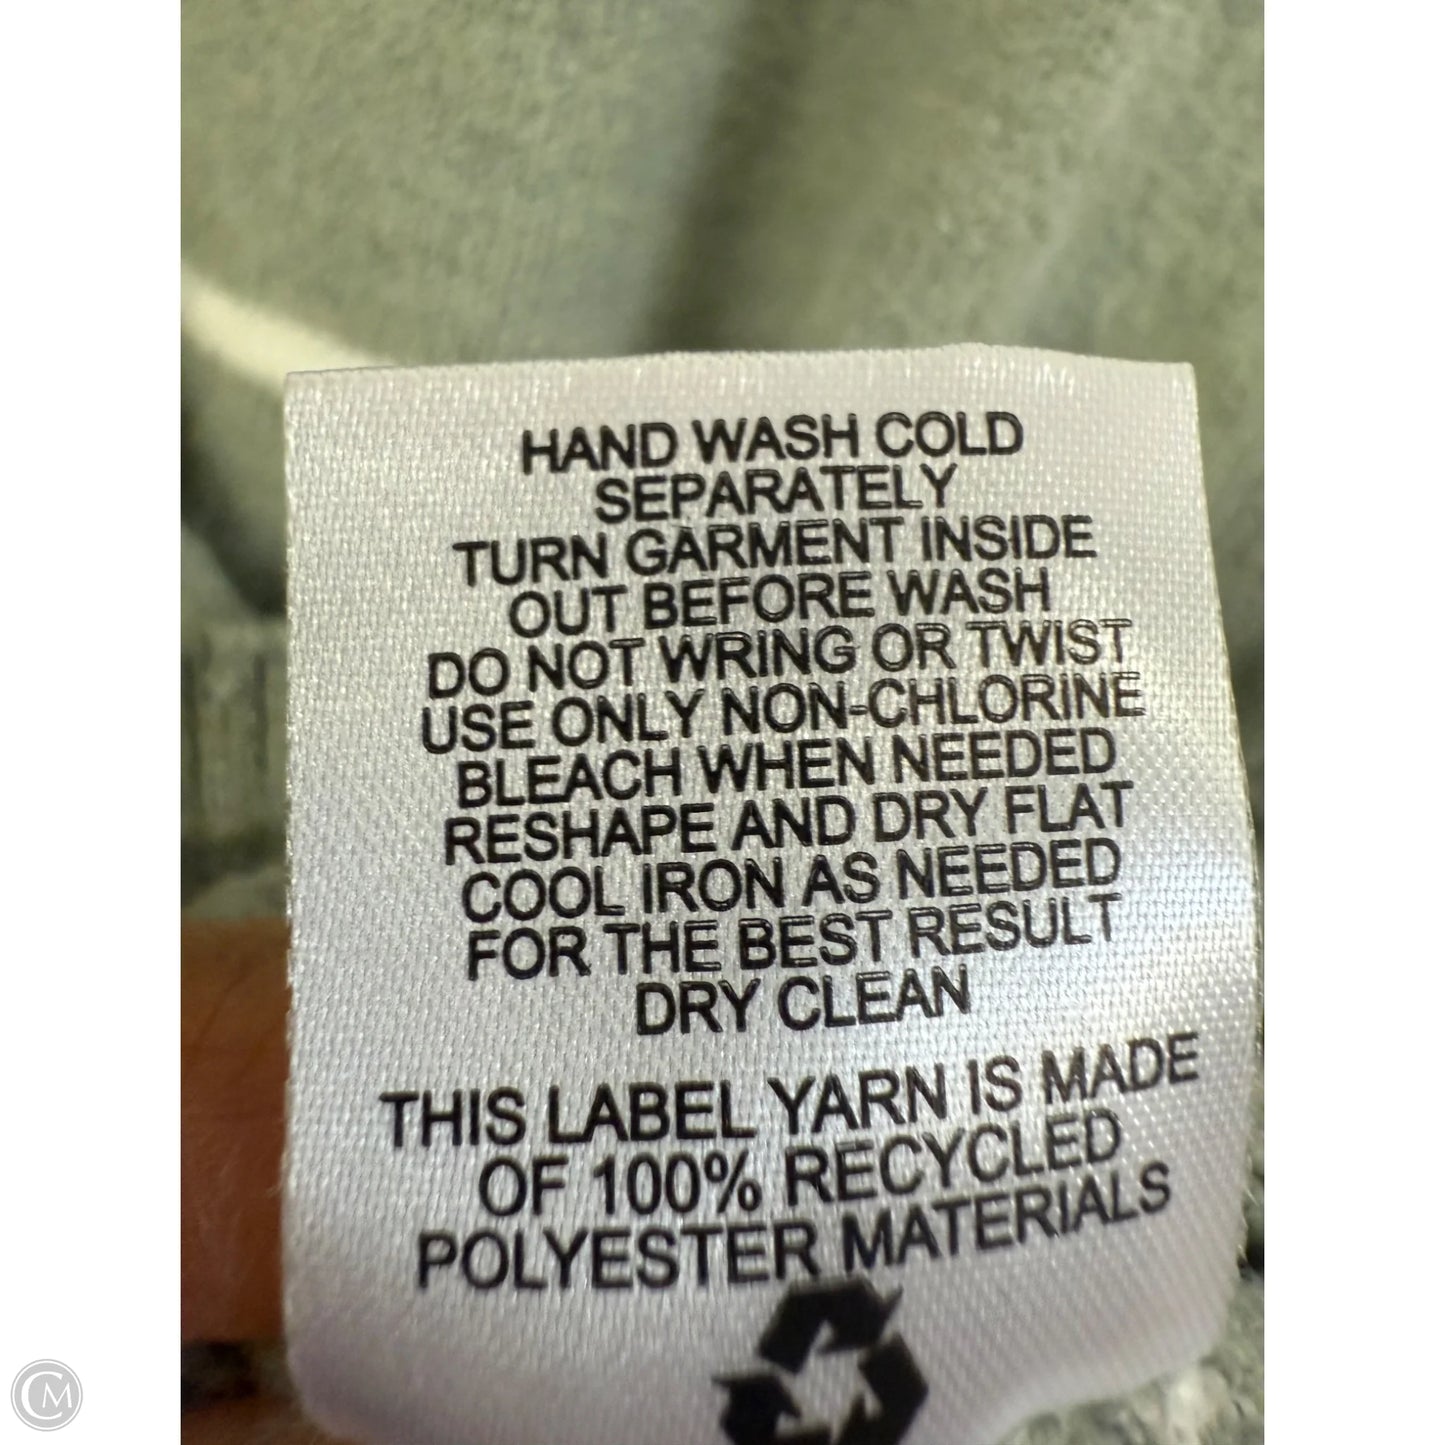 HAND WASH COLD
SEPARATELY
TURN GARMENT INSIDE
OUT BEFORE WASH
DO NOT WRING OR TWIST
USE ONLY NON-CHLORINE
BLEACH WHEN NEEDED
RESHAPE AND DRY FLAT
COOL IRON AS NEEDED
FOR THE BEST RESULT
DRY CLEAN
THIS LABEL YARN IS MADE
OF 100% RECYCLED
POLYESTER MATERIALS
CM